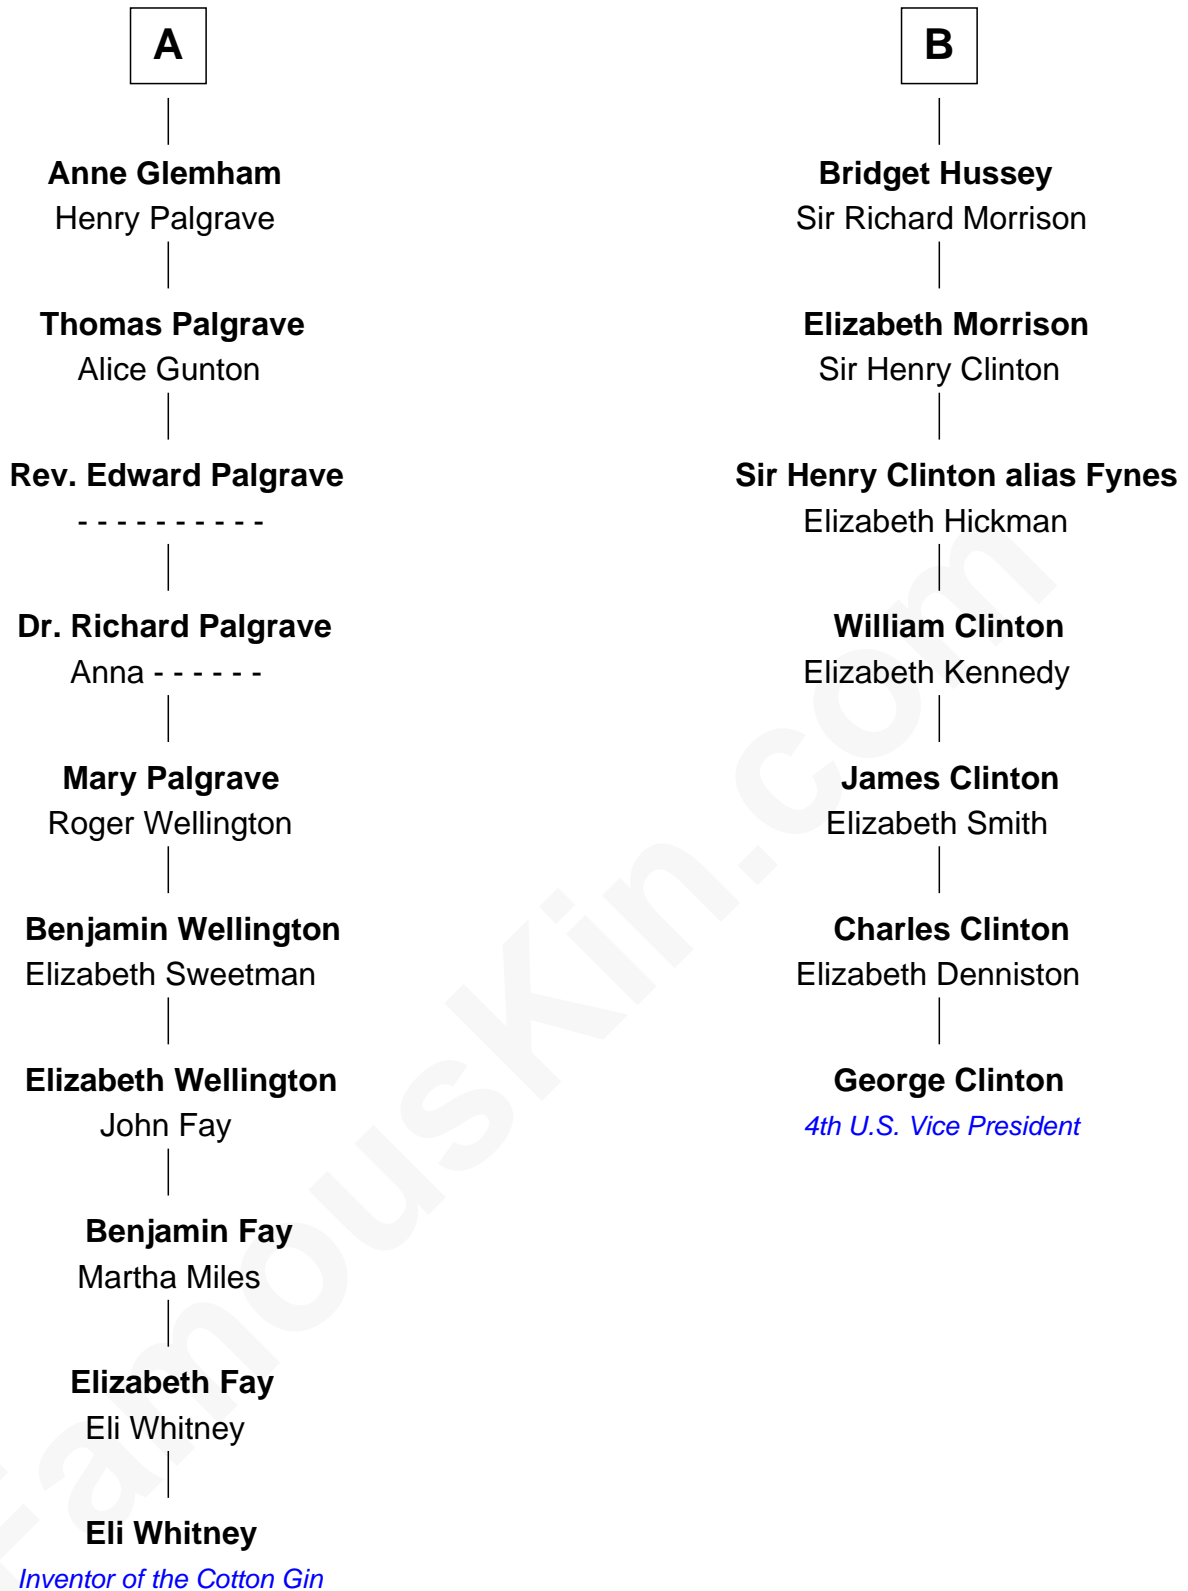 A
Anne Glemham
Henry Palgrave
Thomas Palgrave
Alice Gunton
Rev. Edward Palgrave
- - - - - - - - - -
Dr. Richard Palgrave
Anna - - - - - -
Mary Palgrave
Roger Wellington
Benjamin Wellington
Elizabeth Sweetman
Elizabeth Wellington
John Fay
Benjamin Fay
Martha Miles
Elizabeth Fay
Eli Whitney
Eli Whitney
Inventor of the Cotton Gin
B
Bridget Hussey
Sir Richard Morrison
Elizabeth Morrison
Sir Henry Clinton
Sir Henry Clinton alias Fynes
Elizabeth Hickman
William Clinton
Elizabeth Kennedy
James Clinton
Elizabeth Smith
Charles Clinton
Elizabeth Denniston
George Clinton
4th U.S. Vice President
FamousKin.com